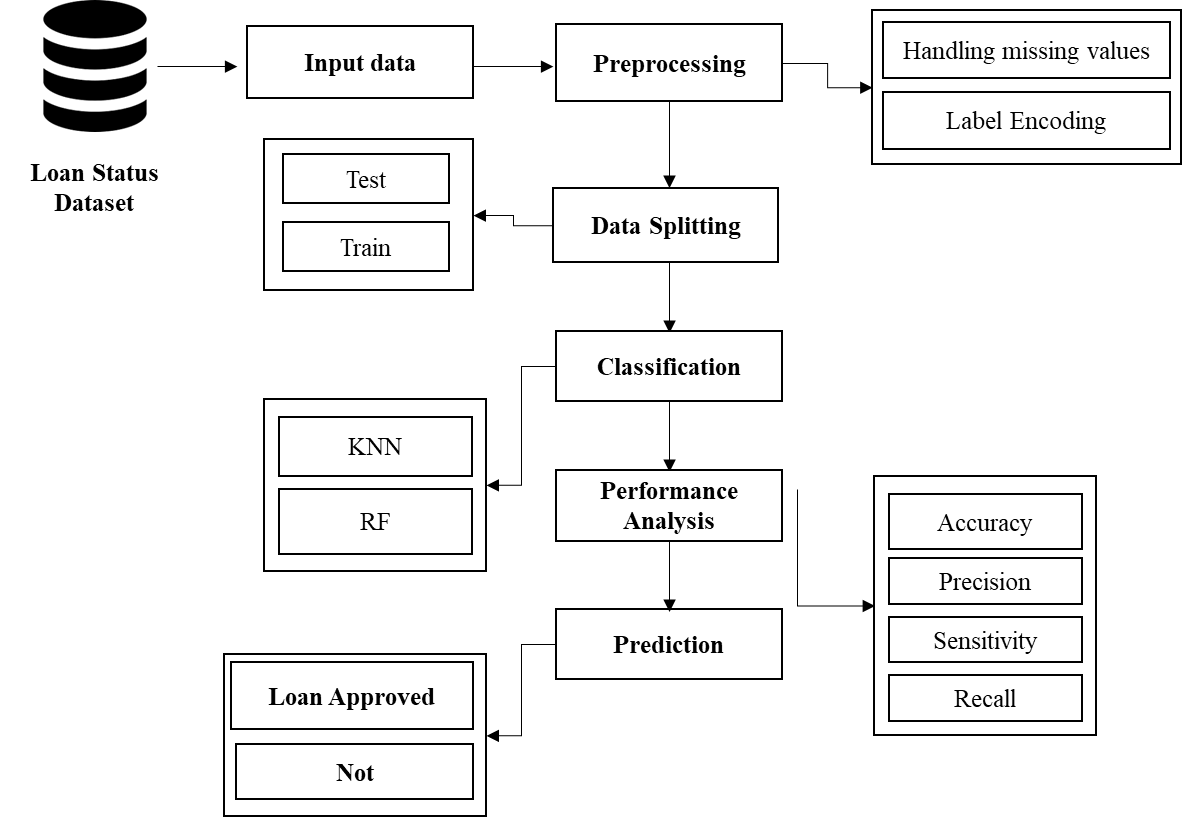 Loan Status
Dataset
Input data
Preprocessing
Handling missing values
Label Encoding
Data Splitting
Test
Train
Classification
KNN
RF
Performance
Analysis
Accuracy
Precision
Sensitivity
Recall
Prediction
Loan Approved
Not